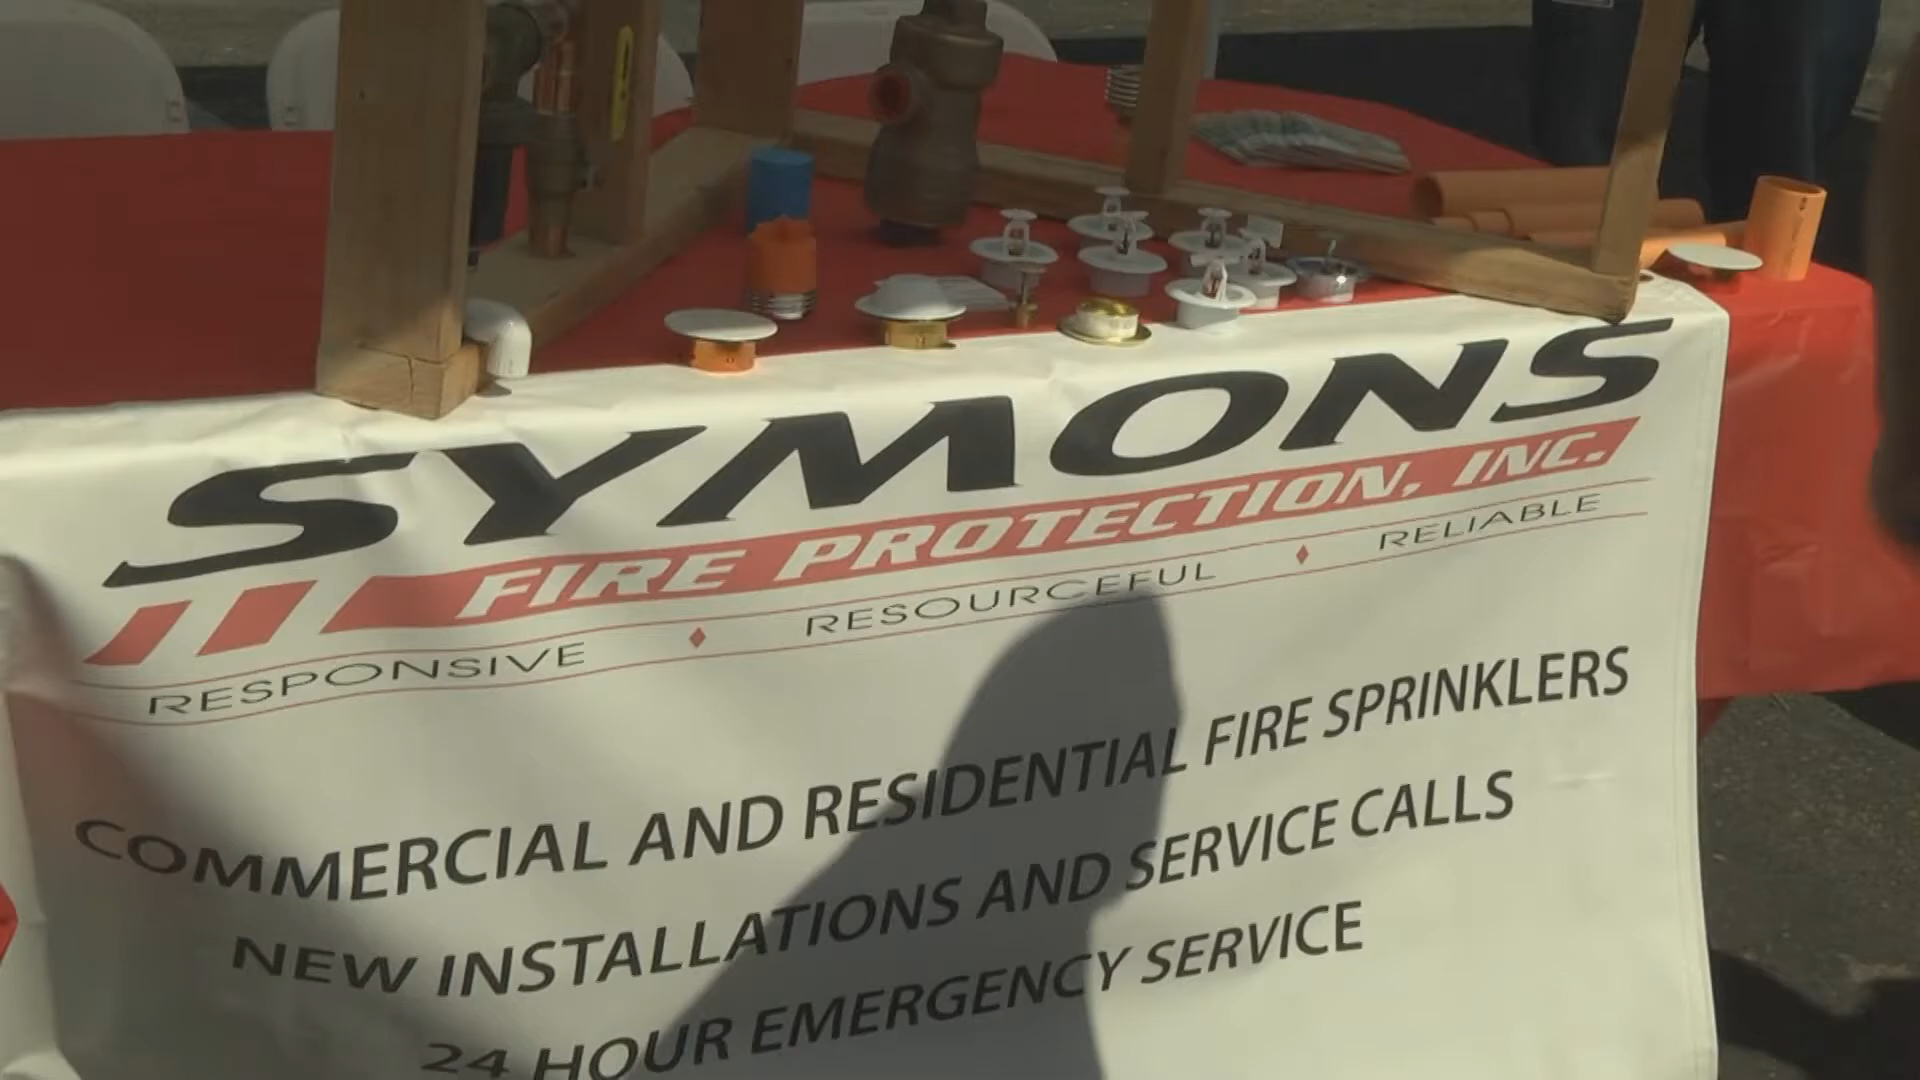 SYMONS
FIRE PROTECTION, INC.
RESPONSIVE ♦ RESOURCEFUL ♦ RELIABLE
COMMERCIAL AND RESIDENTIAL FIRE SPRINKLERS
NEW INSTALLATIONS AND SERVICE CALLS
24 HOUR EMERGENCY SERVICE